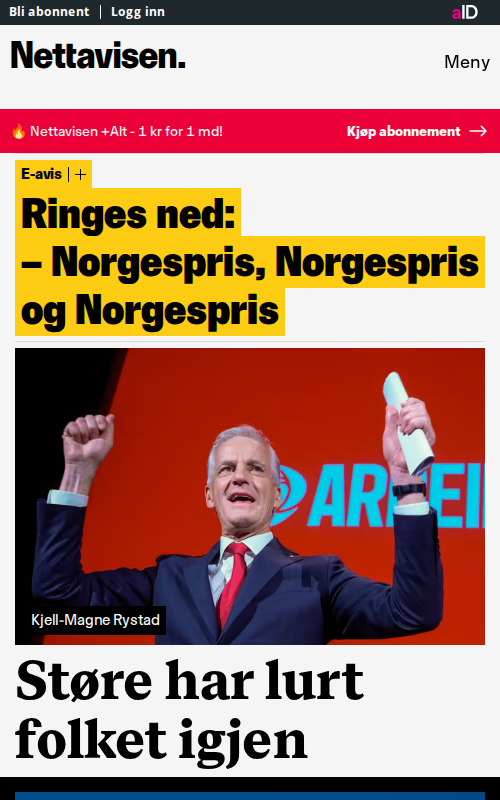 Bli abonnent | Logg inn
aID
Nettavisen.
Meny
🔥 Nettavisen +Alt - 1 kr for 1 md!
Kjøp abonnement →
E-avis | +
Ringes ned:
– Norgespris, Norgespris
og Norgespris
ARBEI
Kjell-Magne Rystad
Støre har lurt
folket igjen